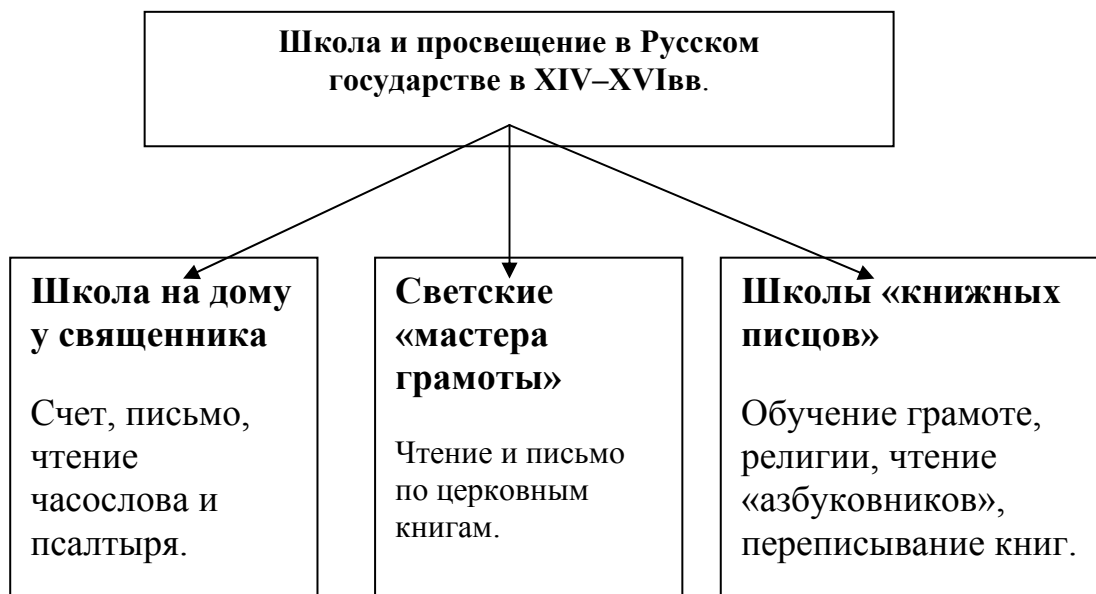 Школа и просвещение в Русском
государстве в XIV–XVIвв.
Школа на дому
у священника
Счет, письмо,
чтение
часослова и
псалтыря.
Светские
«мастера
грамоты»
Чтение и письмо
по церковным
книгам.
Школы «книжных
писцов»
Обучение грамоте,
религии, чтение
«азбуковников»,
переписывание книг.